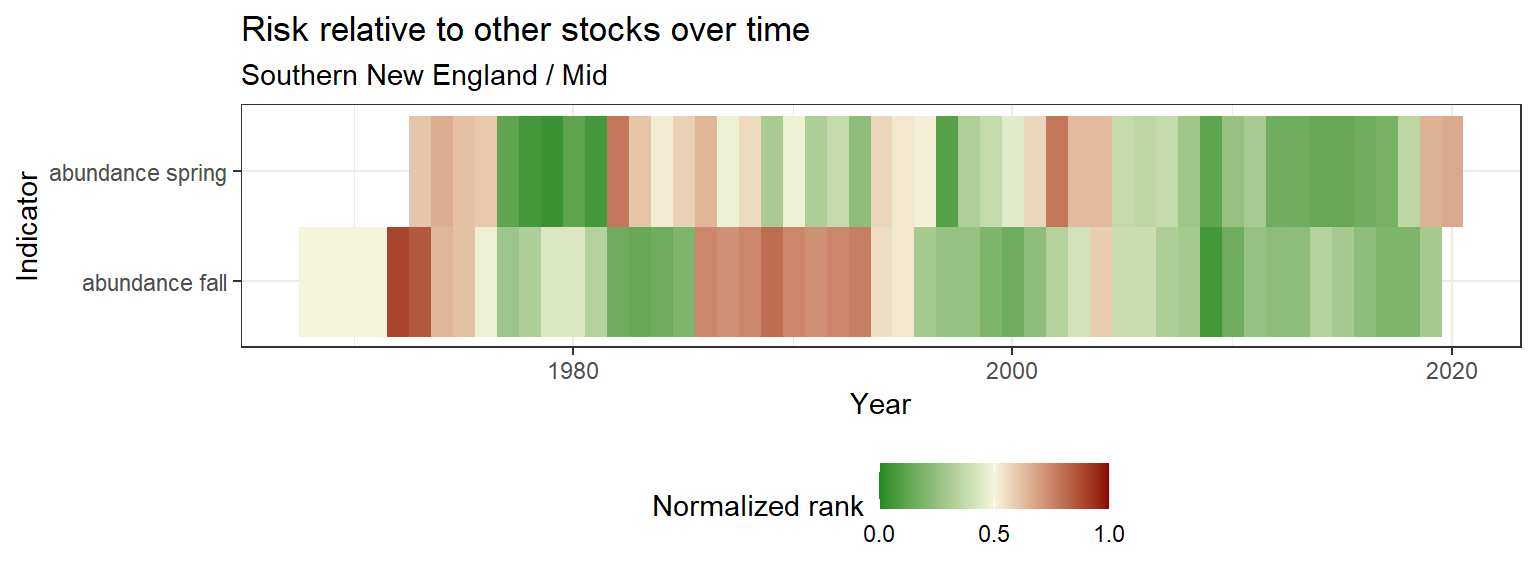 Risk relative to other stocks over time
Southern New England / Mid
Indicator
abundance spring
abundance fall
1980 2000 2020
Year
Normalized rank
0.0 0.5 1.0